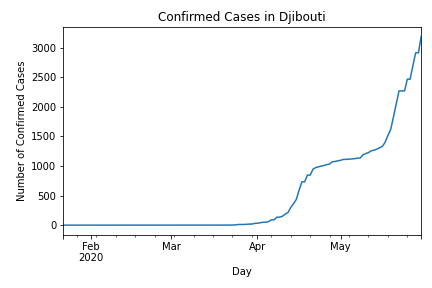 Confirmed Cases in Djibouti
Number of Confirmed Cases
3000
2500
2000
1500
1000
500
0
Feb
2020
Mar
Apr
May
Day